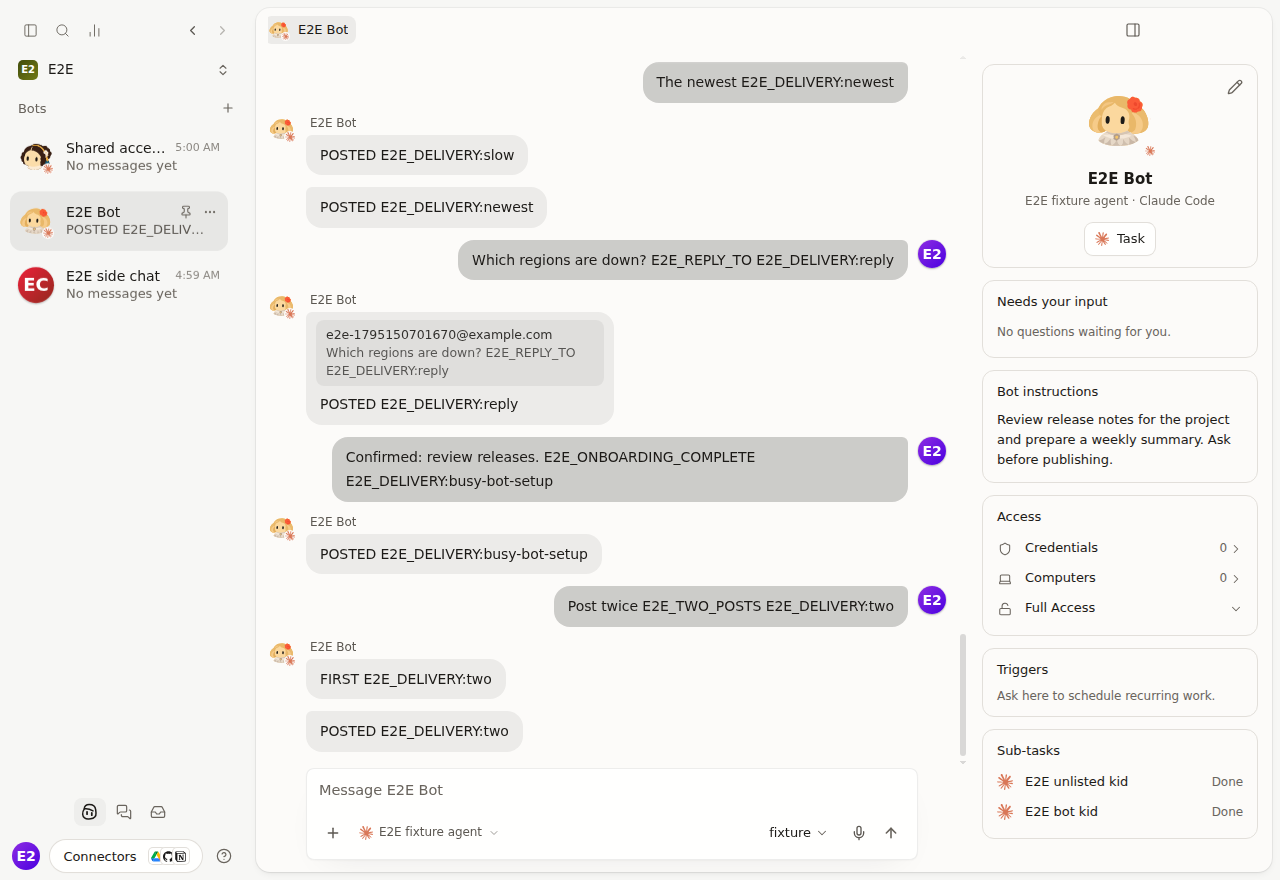 E2 E2E
Bots
Shared acce... 5:00 AM
No messages yet
E2E Bot
POSTED E2E_DELIV...
EC E2E side chat 4:59 AM
No messages yet
E2 Connectors
E2E Bot
The newest E2E_DELIVERY:newest
E2E Bot
POSTED E2E_DELIVERY:slow
POSTED E2E_DELIVERY:newest
Which regions are down? E2E_REPLY_TO E2E_DELIVERY:reply E2
E2E Bot
e2e-1795150701670@example.com
Which regions are down? E2E_REPLY_TO
E2E_DELIVERY:reply
POSTED E2E_DELIVERY:reply
Confirmed: review releases. E2E_ONBOARDING_COMPLETE E2
E2E_DELIVERY:busy-bot-setup
E2E Bot
POSTED E2E_DELIVERY:busy-bot-setup
Post twice E2E_TWO_POSTS E2E_DELIVERY:two E2
E2E Bot
FIRST E2E_DELIVERY:two
POSTED E2E_DELIVERY:two
Message E2E Bot
E2E fixture agent fixture
E2E Bot
E2E fixture agent · Claude Code
Task
Needs your input
No questions waiting for you.
Bot instructions
Review release notes for the project
and prepare a weekly summary. Ask
before publishing.
Access
Credentials 0
Computers 0
Full Access
Triggers
Ask here to schedule recurring work.
Sub-tasks
E2E unlisted kid Done
E2E bot kid Done